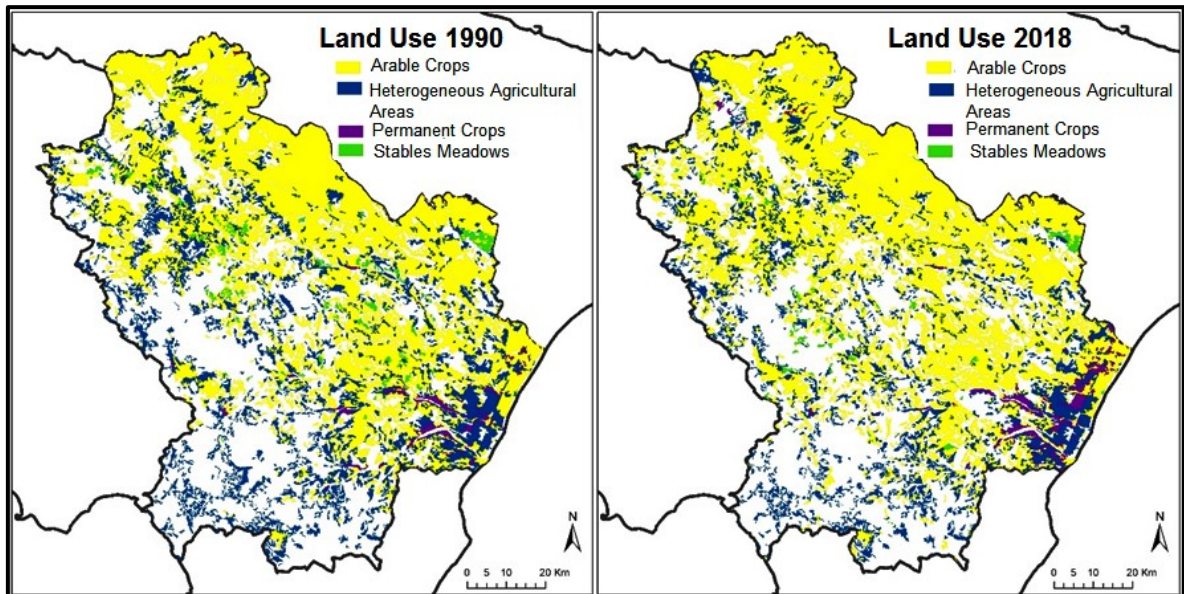 Land Use 1990
Arable Crops
Heterogeneous Agricultural
Areas
Permanent Crops
Stables Meadows
N
0 5 10 20 Km
Land Use 2018
Arable Crops
Heterogeneous Agricultural
Areas
Permanent Crops
Stables Meadows
N
0 5 10 20 Km